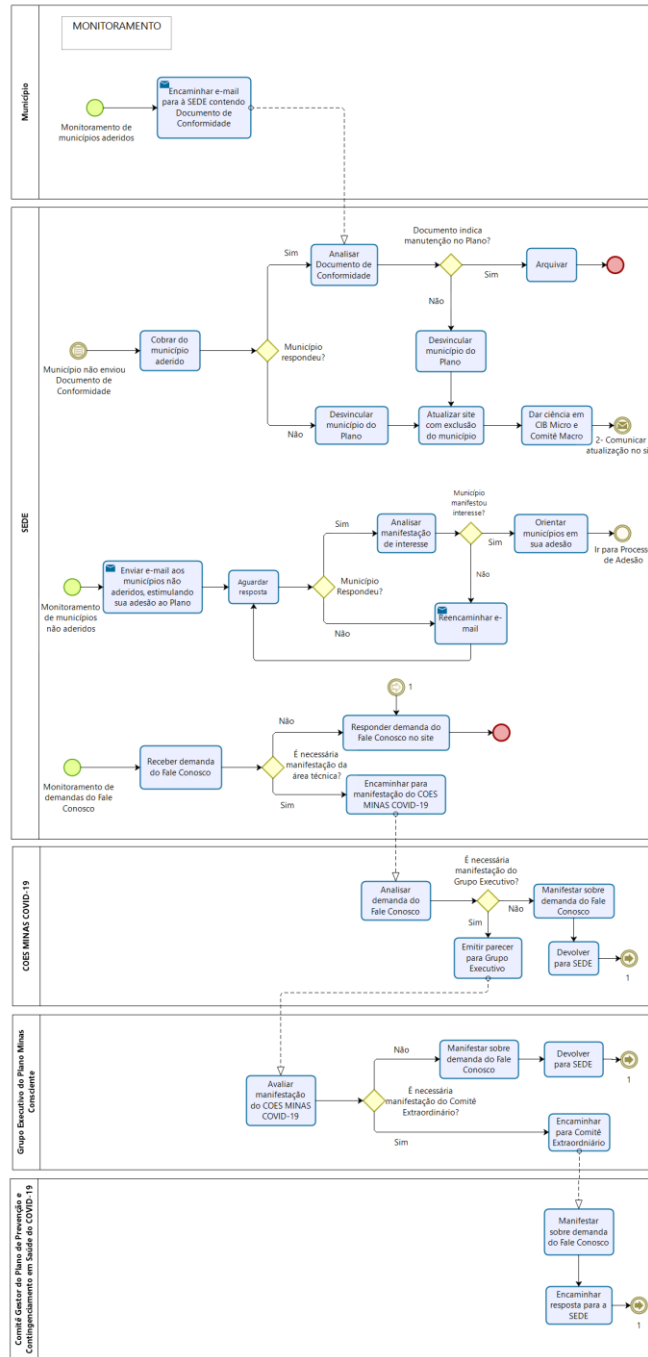 MONITORAMENTO
Município
Encaminhar e-mail
para à SEDE contendo
Documento de
Conformidade
Monitoramento de
municípios aderidos
SEDE
Documento indica
manutenção no Plano?
Sim
Analisar
Documento de
Conformidade
Sim
Arquivar
Não
Município não enviou
Documento de
Conformidade
Cobrar do
município
aderido
Município
respondeu?
Desvincular
município do
Plano
Não
Desvincular
município do
Plano
Atualizar site
com exclusão
do município
Dar ciência em
CIB Micro e
Comitê Macro
2- Comunicar
atualização no si
Município
manifestou
interesse?
Sim
Analisar
manifestação
de interesse
Sim
Orientar
municípios em
sua adesão
Ir para Process
de Adesão
Monitoramento
de municípios
não aderidos
Enviar e-mail aos
municípios não
aderidos, estimulando
sua adesão ao Plano
Aguardar
resposta
Município
Respondeu?
Não
Não
Reencaminhar e-
mail
1
Não
Responder demanda do
Fale Conosco no site
Monitoramento de
demandas do Fale
Conosco
Receber demanda
do Fale Conosco
É necessária
manifestação da
área técnica?
Sim
Encaminhar para
manifestação do COES
MINAS COVID-19
COES MINAS COVID-19
É necessária
manifestação do
Grupo Executivo?
Analisar
demanda do
Fale Conosco
Não
Manifestar sobre
demanda do Fale
Conosco
Sim
Emitir parecer
para Grupo
Executivo
Devolver
para SEDE
1
Grupo Executivo do Plano Minas
Consciente
Avaliar
manifestação
do COES MINAS
COVID-19
Não
Manifestar sobre
demanda do Fale
Conosco
Devolver
para SEDE
1
É necessária
manifestação do Comitê
Extraordinário?
Sim
Encaminhar
para Comitê
Extraordniário
Comitê Gestor do Plano de Prevenção e
Contingenciamento em Saúde do COVID-19
Manifestar
sobre demanda
do Fale Conosco
Encaminhar
resposta para a
SEDE
1